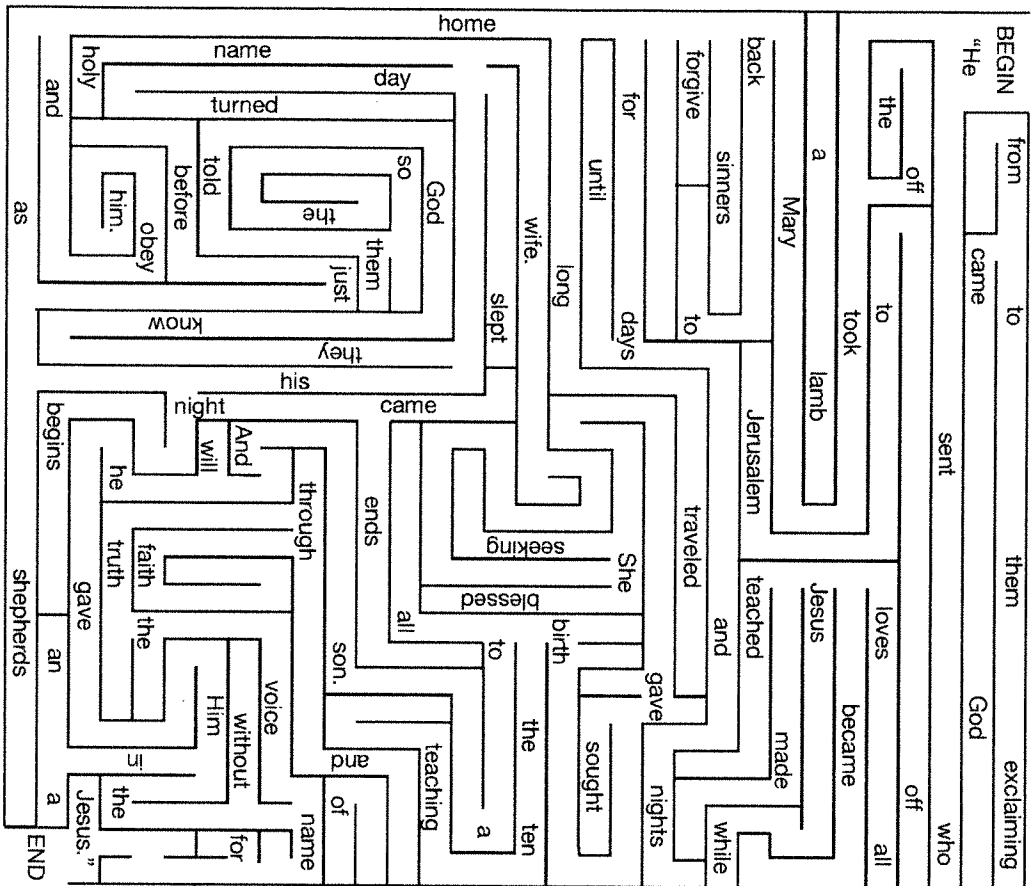 BEGIN
from to them exclaiming
"He came God
sent who
off off
the to loves all
took became
a lamb Jesus
Mary made
back Jerusalem teached
sinners and while
forgive to traveled
gave nights
for days She
until sought
long birth
wife. the ten
slept to a
home
God teaching
came
seeking
blessed
so all
day
them ends
the
they
just son. of
and
his
through name
voice
name
turned
And without for
told will Him
night
before
know
obey faith the
in
him. he truth the
holy gave Jesus."
and begins an a
END
as shepherds